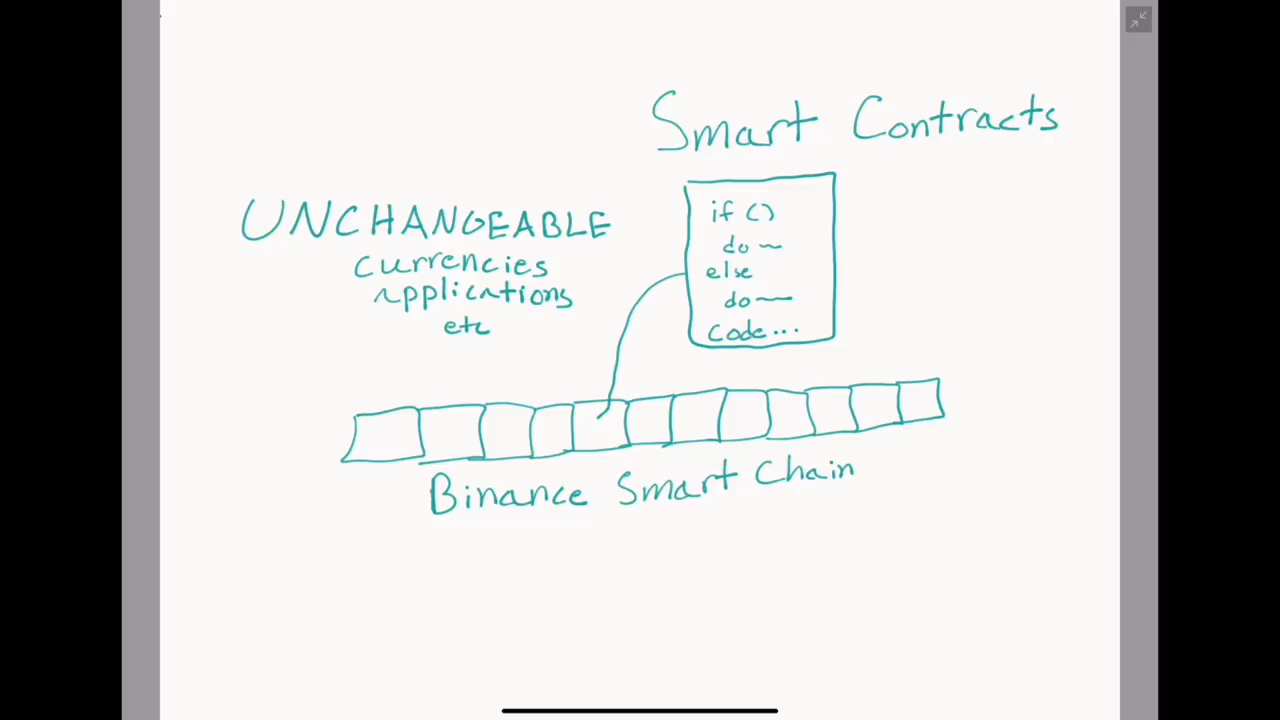 Smart Contracts
UNCHANGEABLE
currencies
applications
etc
if ()
do
else
do
code...
Binance Smart Chain